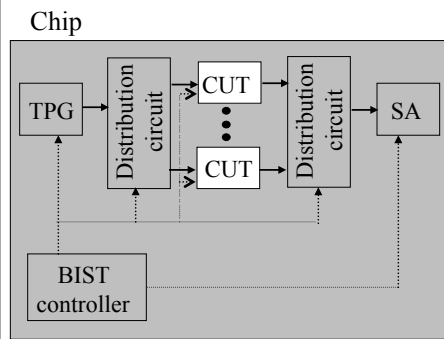 Chip
TPG
Distribution
circuit
CUT
CUT
Distribution
circuit
SA
BIST
controller